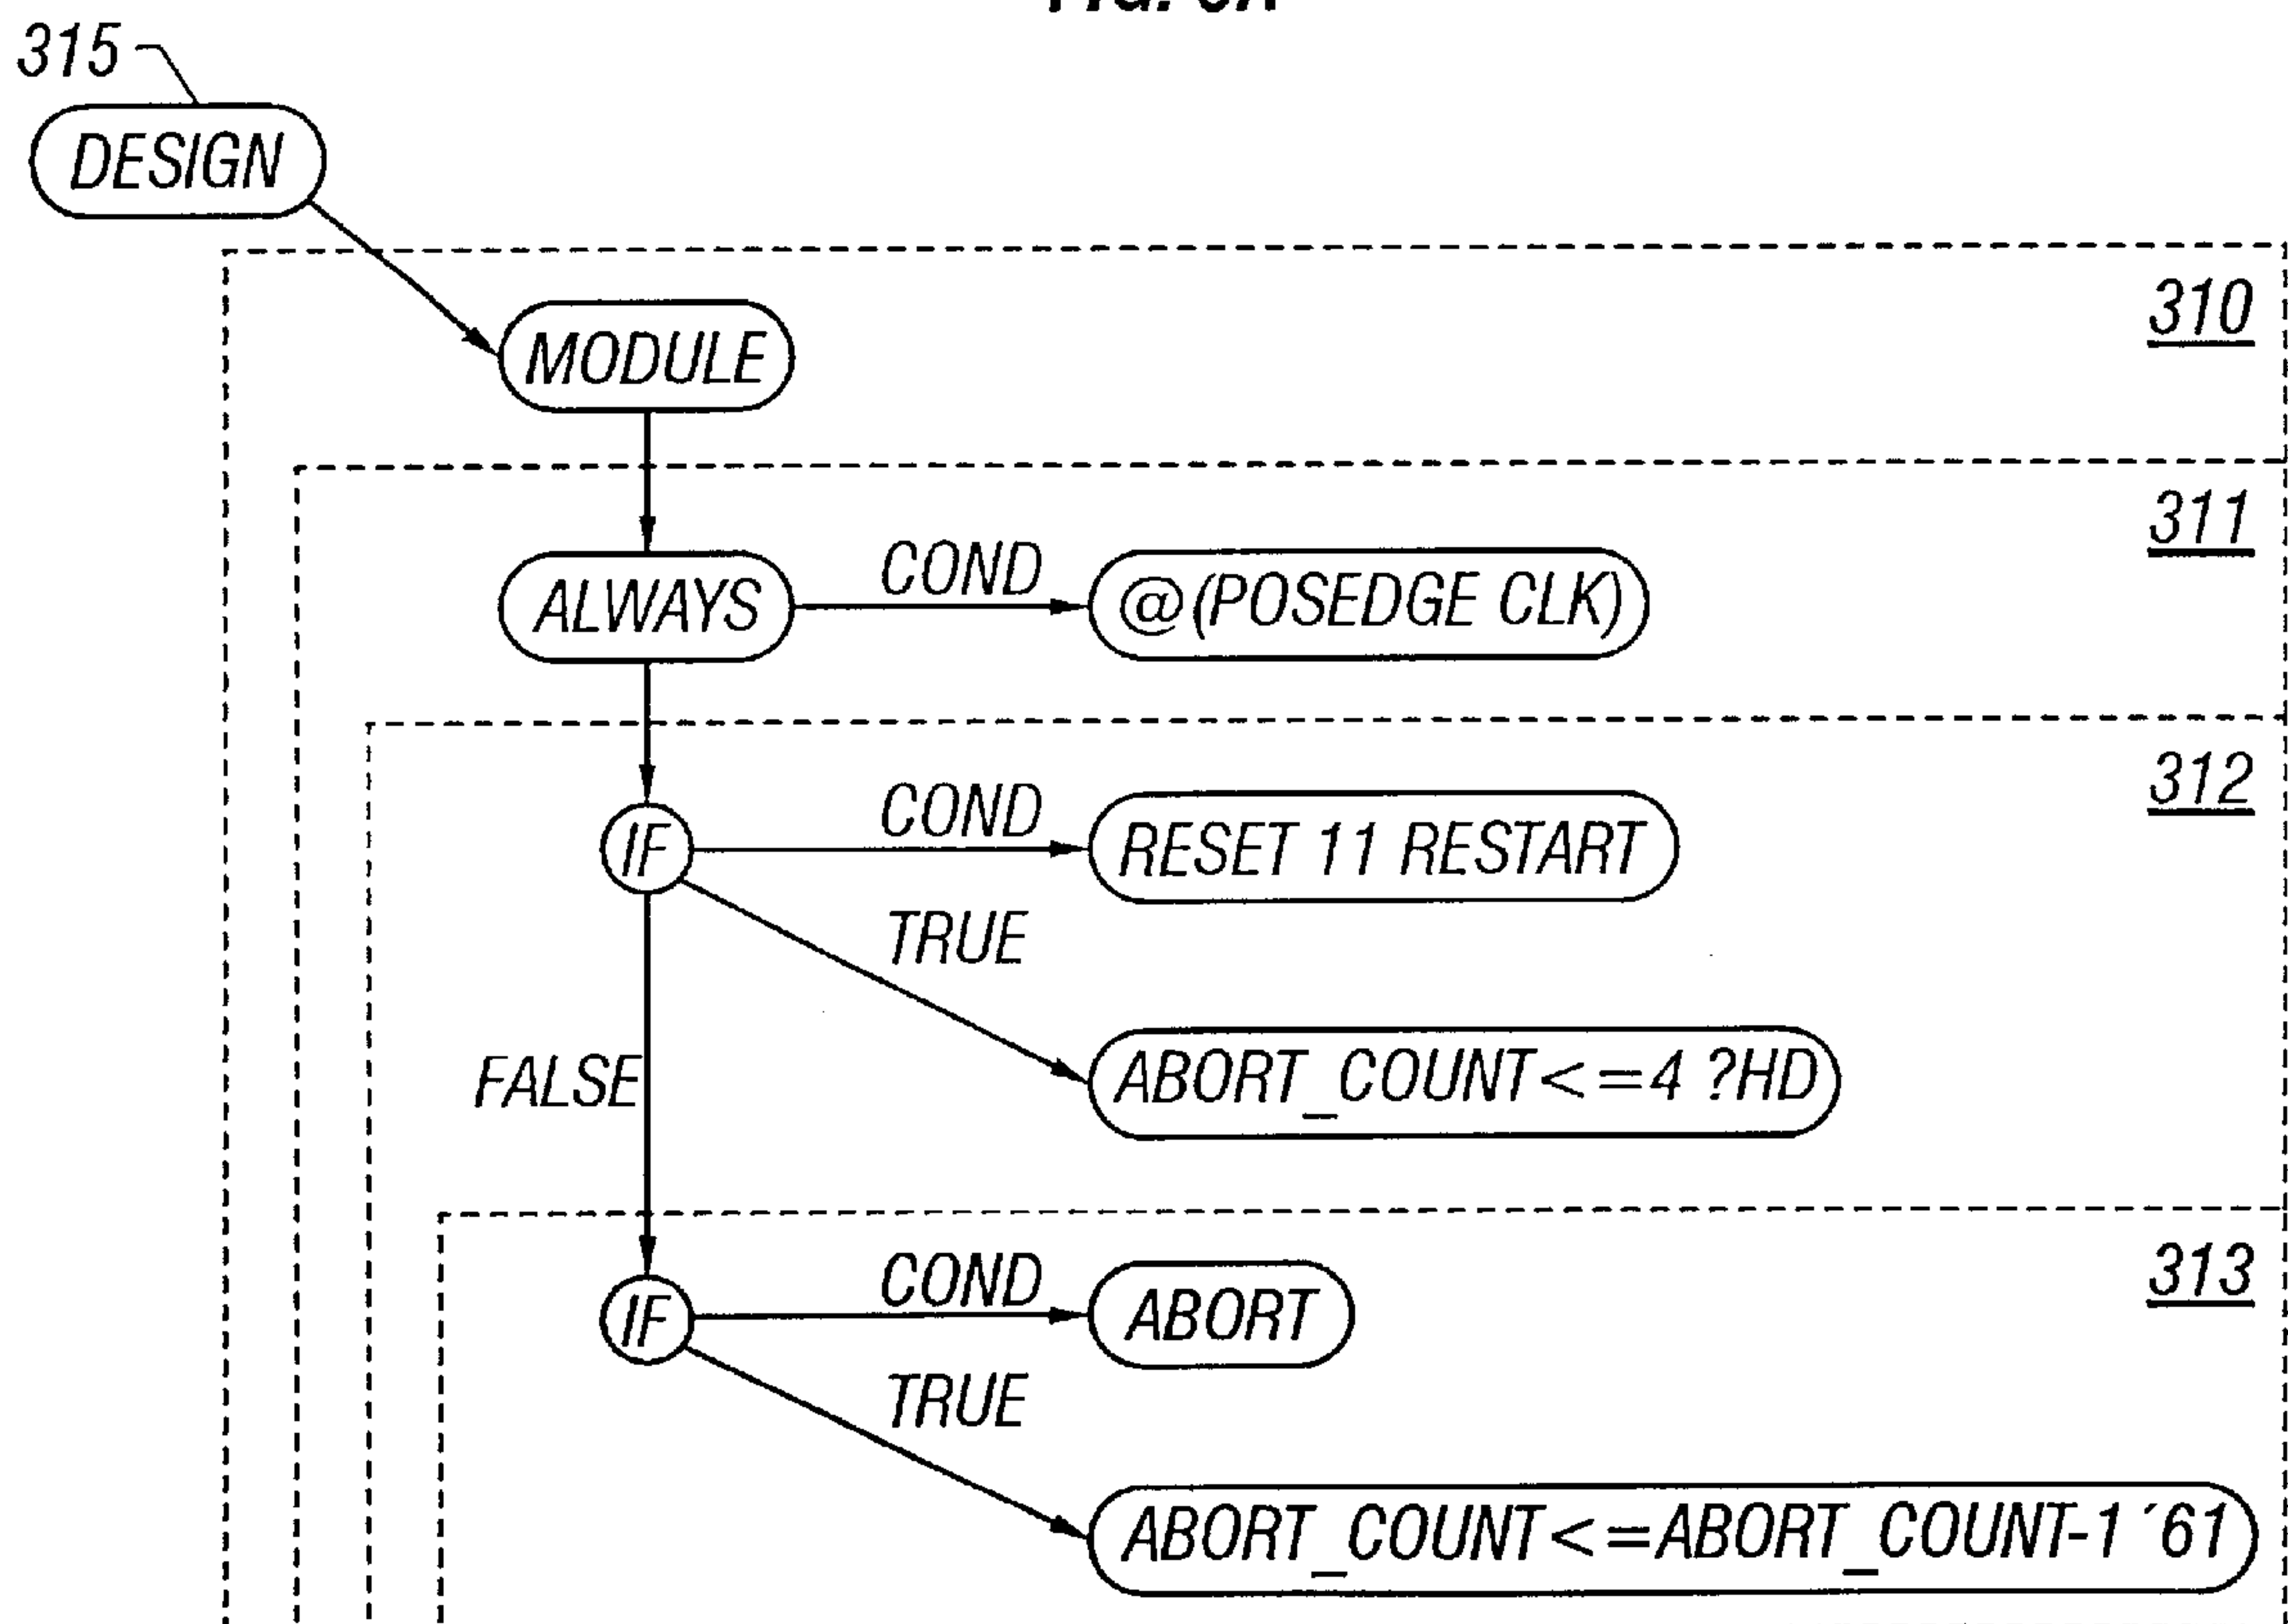 315
DESIGN
310
MODULE
311
ALWAYS COND @(POSEDGE CLK)
312
IF COND RESET 11 RESTART
TRUE
FALSE ABORT_COUNT<=4 ?HD
313
IF COND ABORT
TRUE
ABORT_COUNT<=ABORT_COUNT-1 ´61